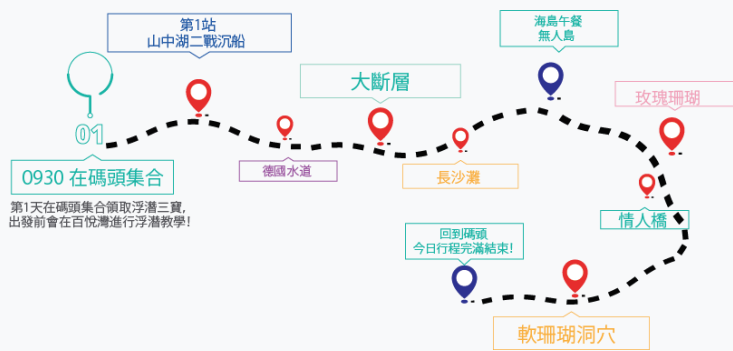 第1站
山中湖二戰沉船
海島午餐
無人島
大斷層
玫瑰珊瑚
01
0930 在碼頭集合
德國水道
長沙灘
第1天在碼頭集合領取浮潛三寶,
出發前會在百悅灣進行浮潛教學!
情人橋
回到碼頭
今日行程完滿結束!
軟珊瑚洞穴